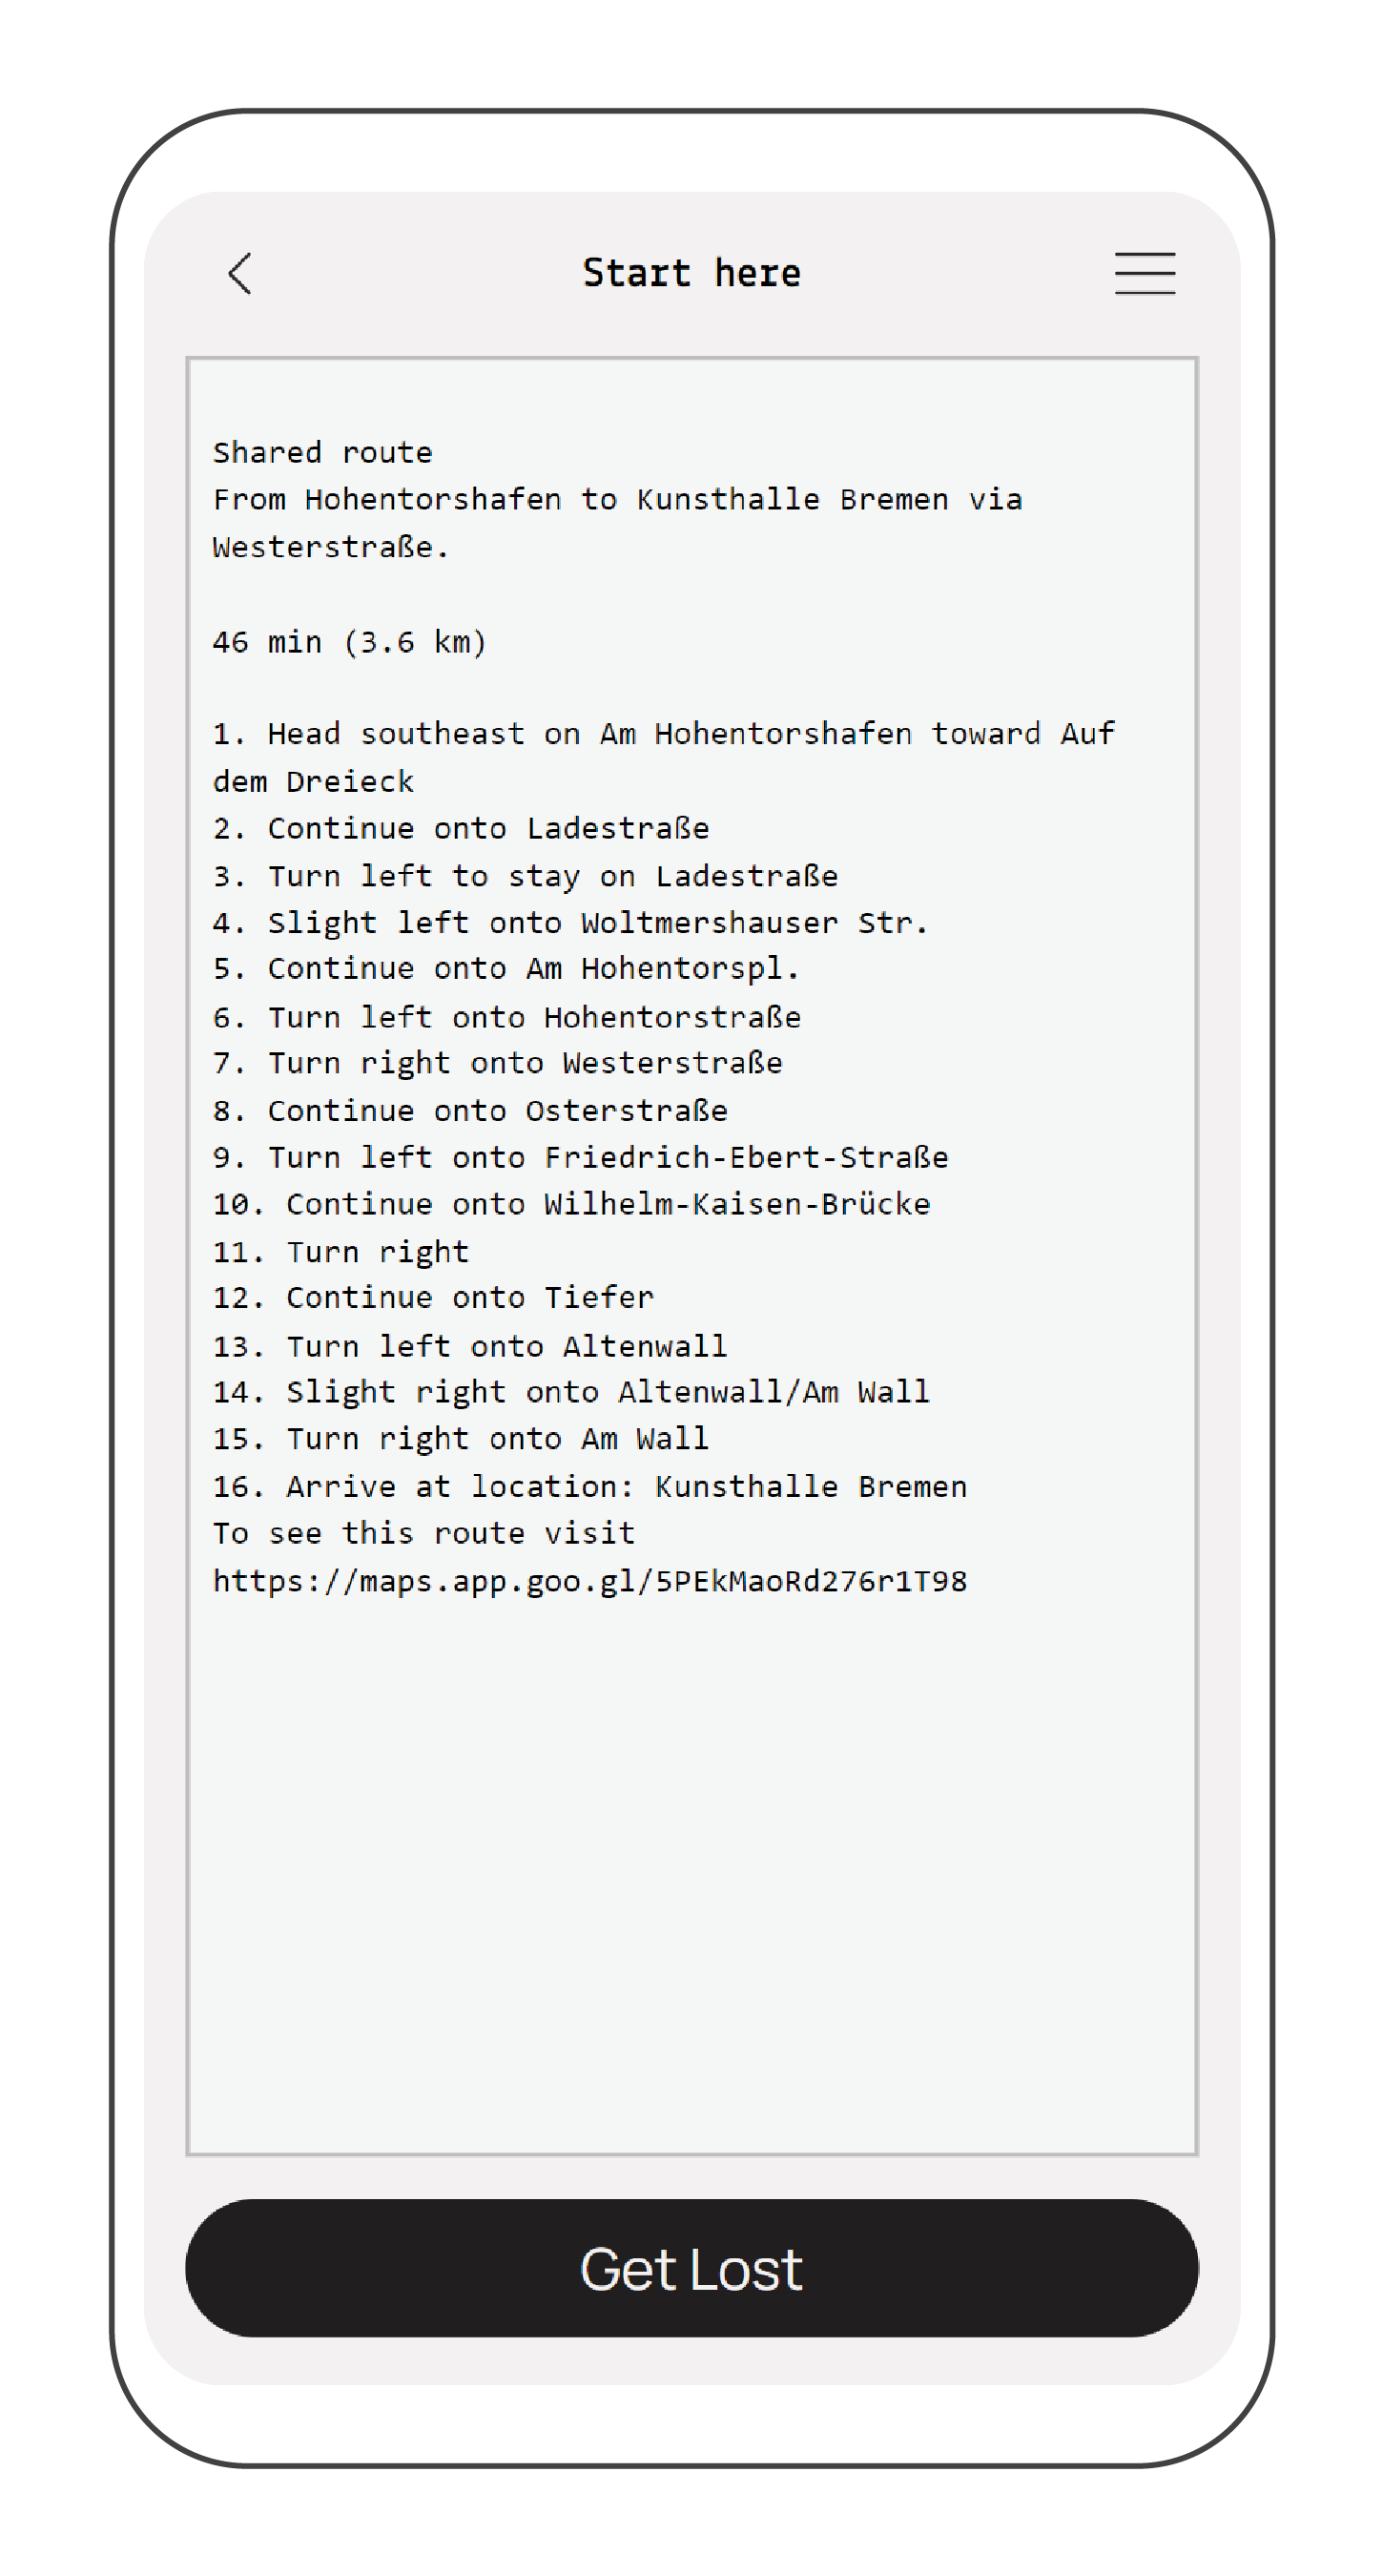 Start here
Shared route
From Hohentorshafen to Kunsthalle Bremen via
Westerstraße.
46 min (3.6 km)
1. Head southeast on Am Hohentorshafen toward Auf
dem Dreieck
2. Continue onto Ladestraße
3. Turn left to stay on Ladestraße
4. Slight left onto Woltmershauser Str.
5. Continue onto Am Hohentorspl.
6. Turn left onto Hohentorstraße
7. Turn right onto Westerstraße
8. Continue onto Osterstraße
9. Turn left onto Friedrich-Ebert-Straße
10. Continue onto Wilhelm-Kaisen-Brücke
11. Turn right
12. Continue onto Tiefer
13. Turn left onto Altenwall
14. Slight right onto Altenwall/Am Wall
15. Turn right onto Am Wall
16. Arrive at location: Kunsthalle Bremen
To see this route visit
https://maps.app.goo.gl/5PEkMaoRd276r1T98
Get Lost